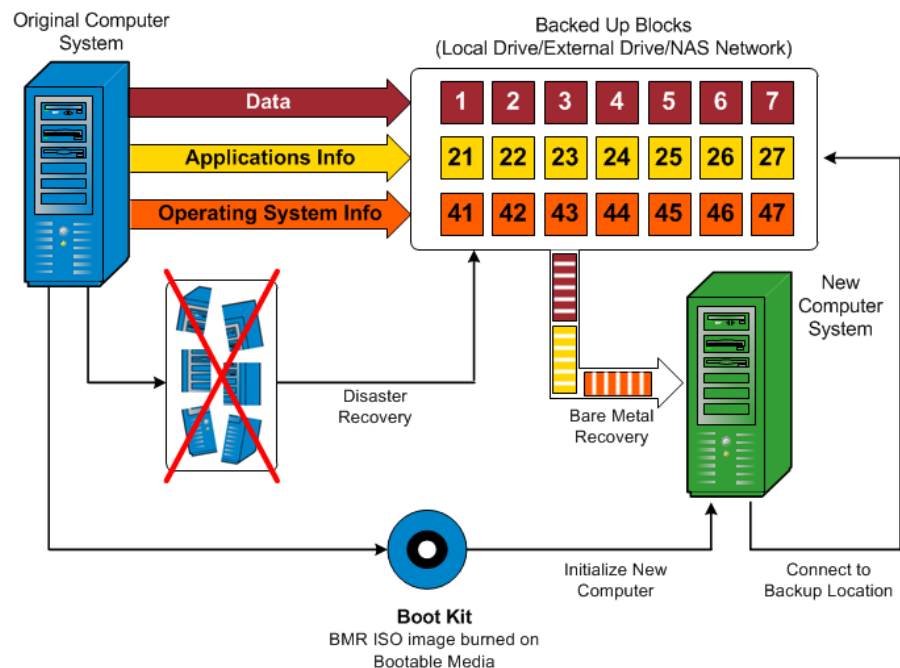 Original Computer
System
Backed Up Blocks
(Local Drive/External Drive/NAS Network)
Data
1 2 3 4 5 6 7
Applications Info
21 22 23 24 25 26 27
Operating System Info
41 42 43 44 45 46 47
New
Computer
System
Disaster
Recovery
Bare Metal
Recovery
Initialize New
Computer
Connect to
Backup Location
Boot Kit
BMR ISO image burned on
Bootable Media